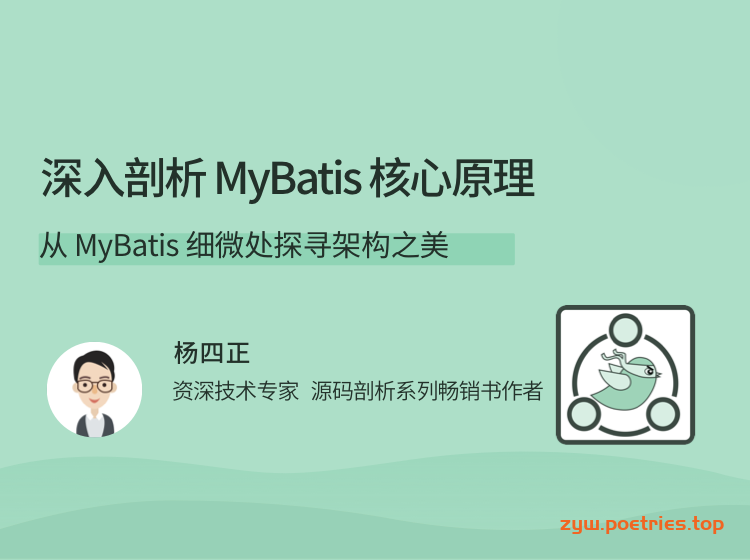 深入剖析 MyBatis 核心原理
从 MyBatis 细微处探寻架构之美
杨四正
资深技术专家 源码剖析系列畅销书作者
zyw.poetries.top